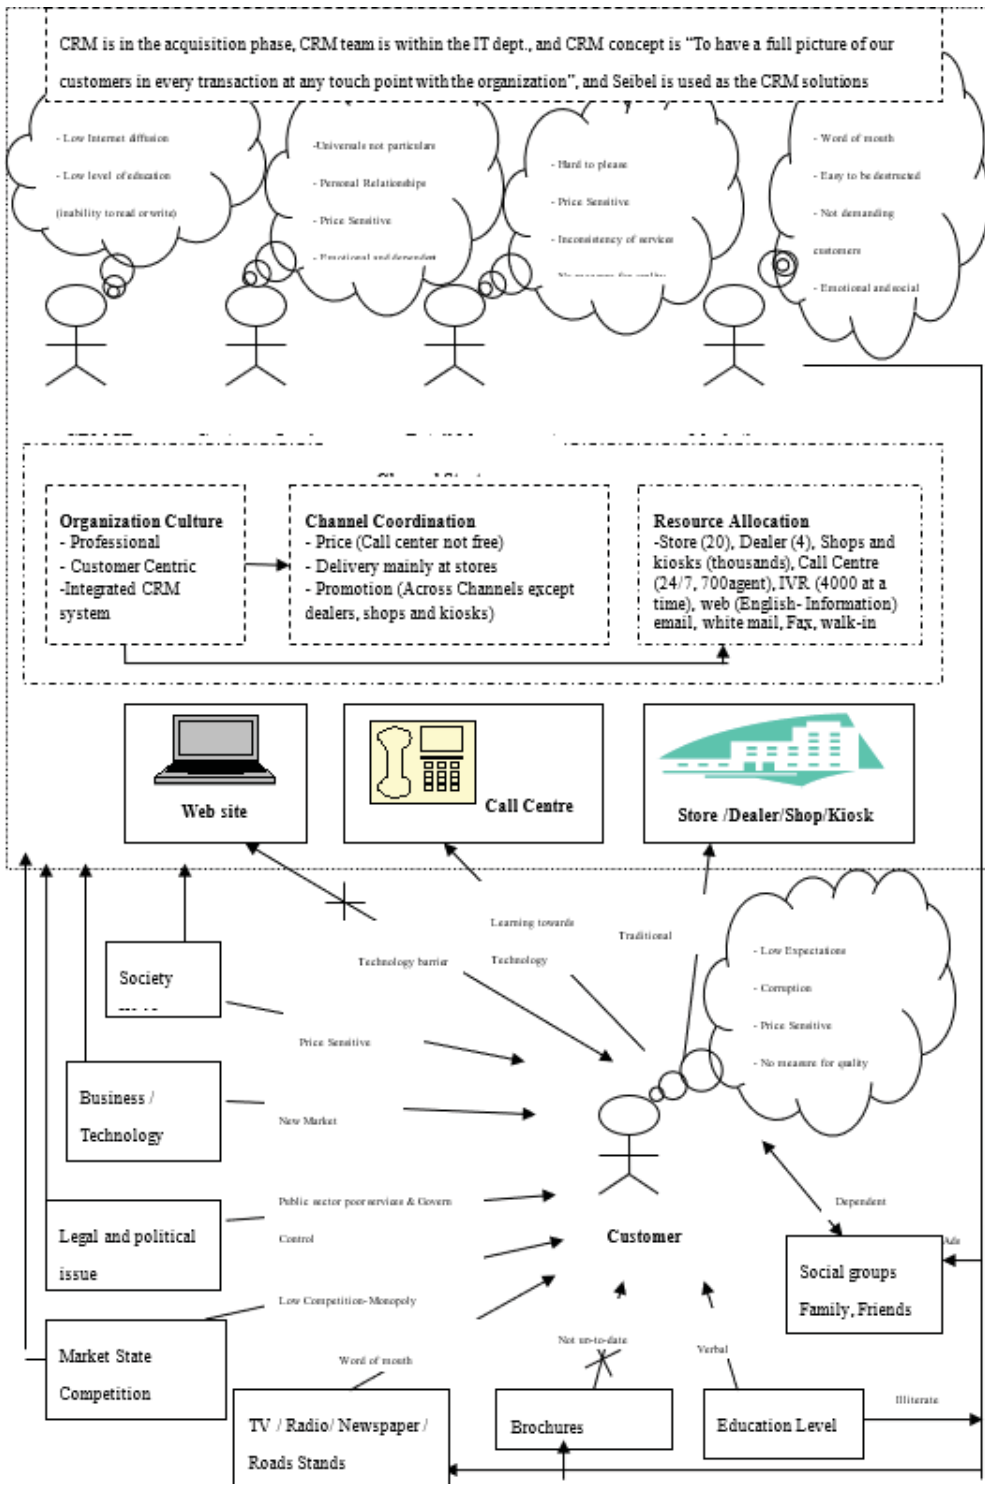 CRM is in the acquisition phase, CRM team is within the IT dept., and CRM concept is “To have a full picture of our
customers in every transaction at any touch point with the organization”, and Seibel is used as the CRM solutions
- Low Internet diffusion
- Low level of education
(inability to read or write)
-Universals not particulars
- Personal Relationships
- Price Sensitive
- Emotional and dependent
- Hard to please
- Price Sensitive
- Inconsistency of services
- No measure for quality
- Word of mouth
- Easy to be destructed
- Not demanding
customers
- Emotional and social
Organization Culture
- Professional
- Customer Centric
-Integrated CRM
system
Channel Coordination
- Price (Call center not free)
- Delivery mainly at stores
- Promotion (Across Channels except
dealers, shops and kiosks)
Resource Allocation
-Store (20), Dealer (4), Shops and
kiosks (thousands), Call Centre
(24/7, 700agent), IVR (4000 at a
time), web (English- Information)
email, white mail, Fax, walk-in
Web site
Call Centre
Store /Dealer/Shop/Kiosk
Learning towards
Technology
Traditional
Technology barrier
- Low Expectations
- Corruption
- Price Sensitive
- No measure for quality
Society
Price Sensitive
Business /
Technology
New Market
Public sector poor services & Govern
Control
Legal and political
issue
Customer
Dependent
Ads
Social groups
Family, Friends
Low Competition-Monopoly
Market State
Competition
Word of mouth
Not up-to-date
Verbal
Illiterate
TV / Radio/ Newspaper /
Roads Stands
Brochures
Education Level